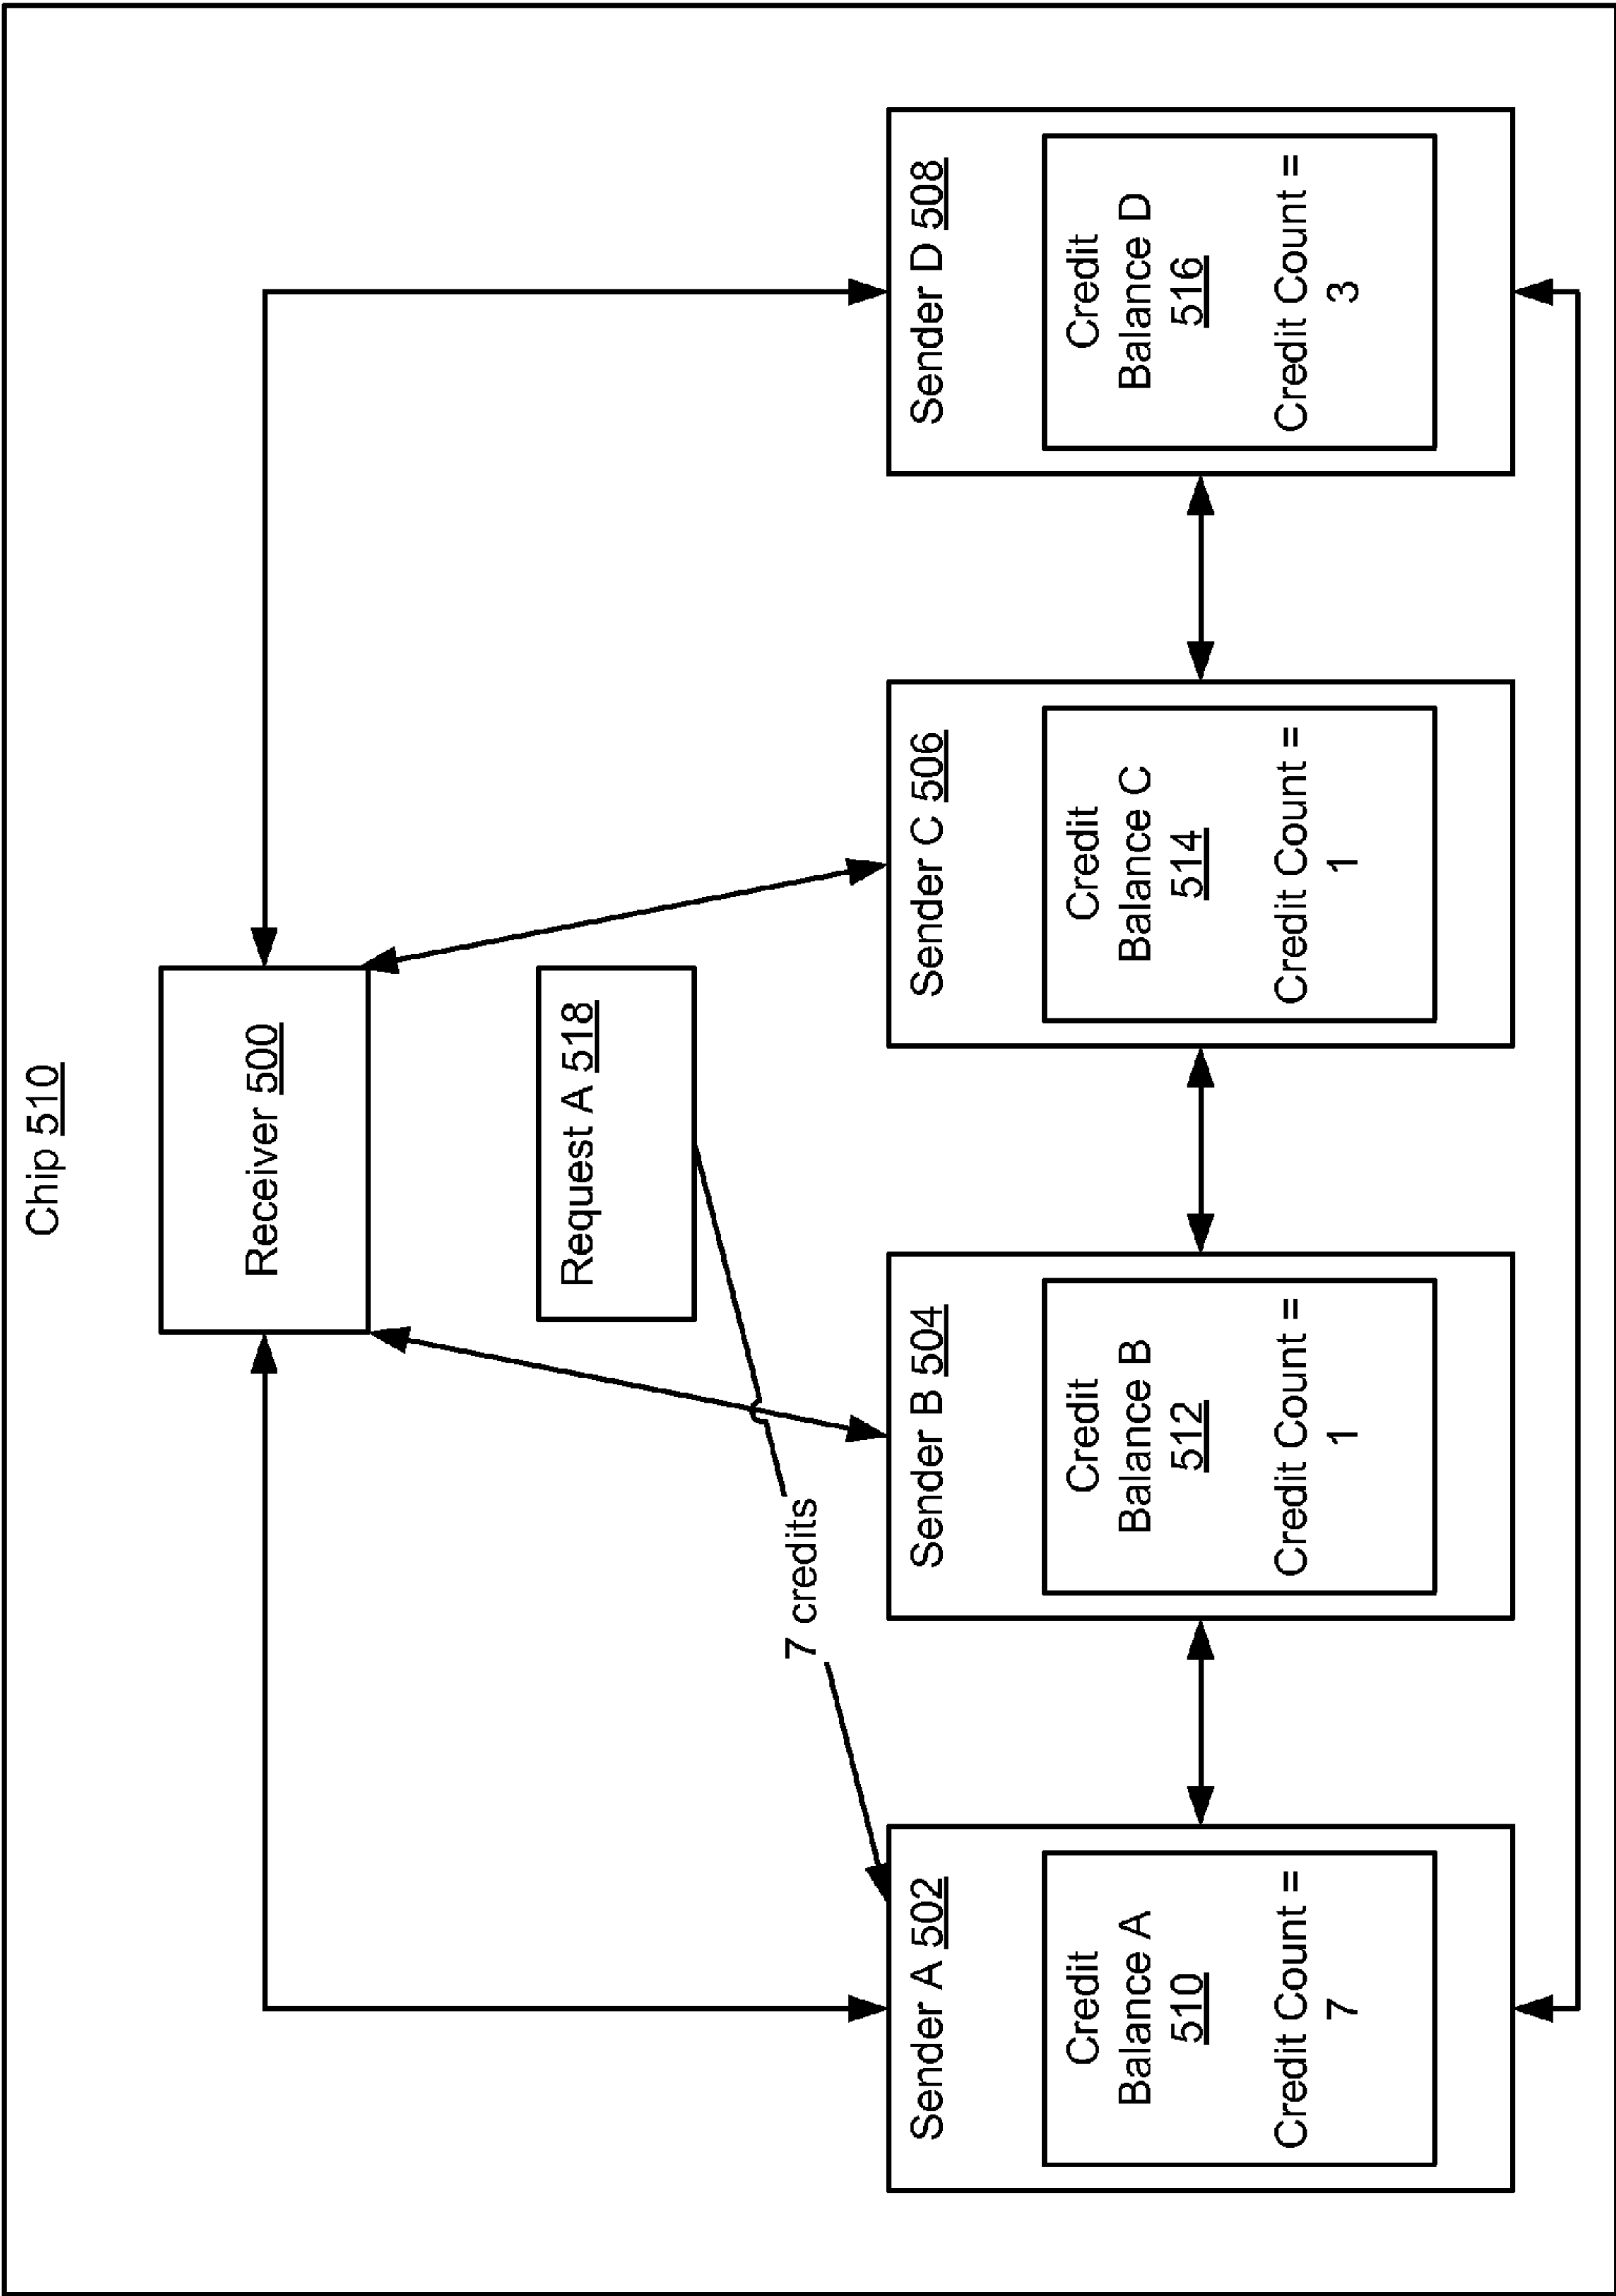 Chip 510
Receiver 500
Request A 518
7 credits
Sender A 502
Credit
Balance A
510
Credit Count =
7
Sender B 504
Credit
Balance B
512
Credit Count =
1
Sender C 506
Credit
Balance C
514
Credit Count =
1
Sender D 508
Credit
Balance D
516
Credit Count =
3